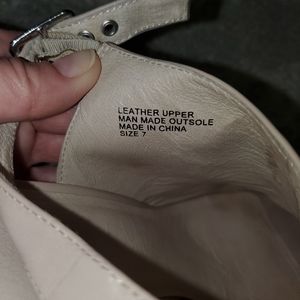 LEATHER UPPER
MAN MADE OUTSOLE
MADE IN CHINA
SIZE 7